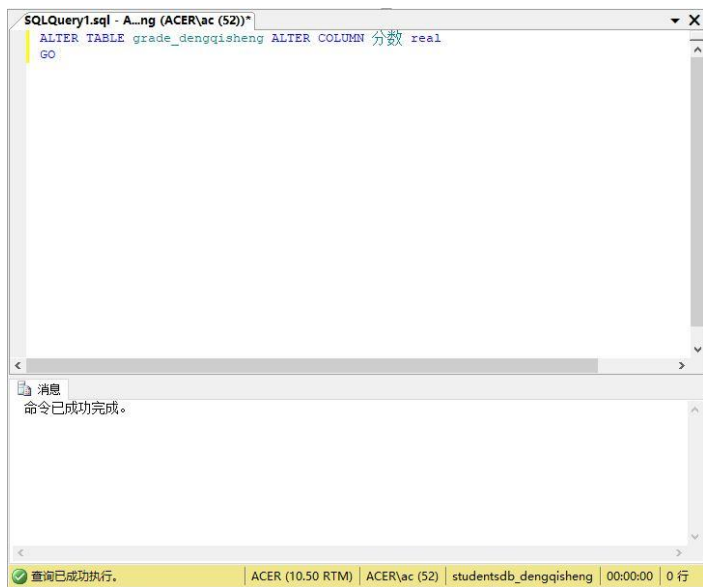 SQLQuery1.sql - A...ng (ACER\ac (52))*
ALTER TABLE grade_dengqisheng ALTER COLUMN 分数 real
GO
消息
命令已成功完成。
查询已成功执行。 ACER (10.50 RTM) ACER\ac (52) studentsdb_dengqisheng 00:00:00 0 行